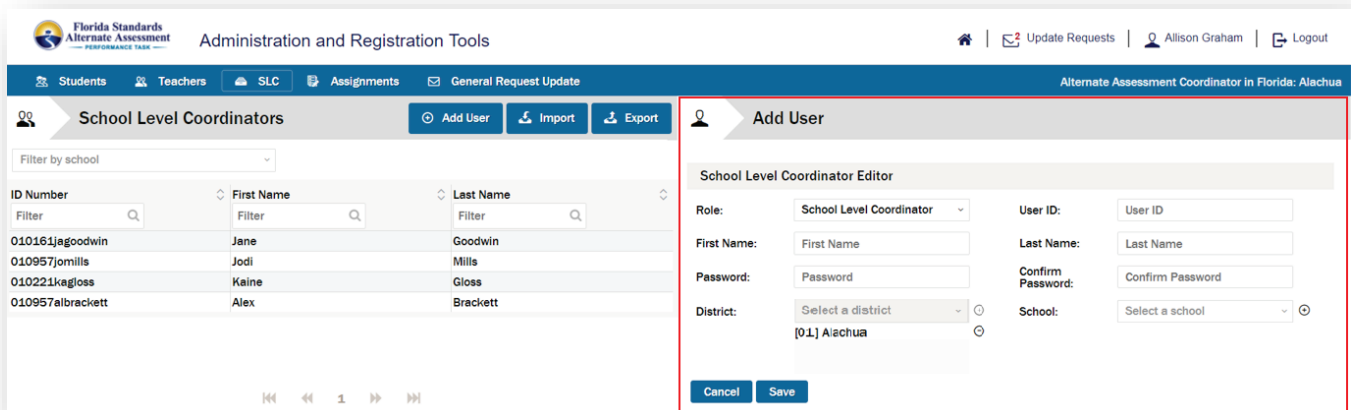 Florida Standards
Alternate Assessment
PERFORMANCE TASK
Administration and Registration Tools
2 Update Requests
Allison Graham
Logout
Students
Teachers
SLC
Assignments
General Request Update
Alternate Assessment Coordinator in Florida: Alachua
School Level Coordinators
Add User
Import
Export
Filter by school
ID Number First Name Last Name
Filter Filter Filter
010161jagoodwin Jane Goodwin
010957jomills Jodi Mills
010221kagloss Kaine Gloss
010957albrackett Alex Brackett
1
Add User
School Level Coordinator Editor
Role: School Level Coordinator User ID: User ID
First Name: First Name Last Name: Last Name
Password: Password Confirm Password: Confirm Password
District: Select a district School: Select a school
[01] Alachua
Cancel Save